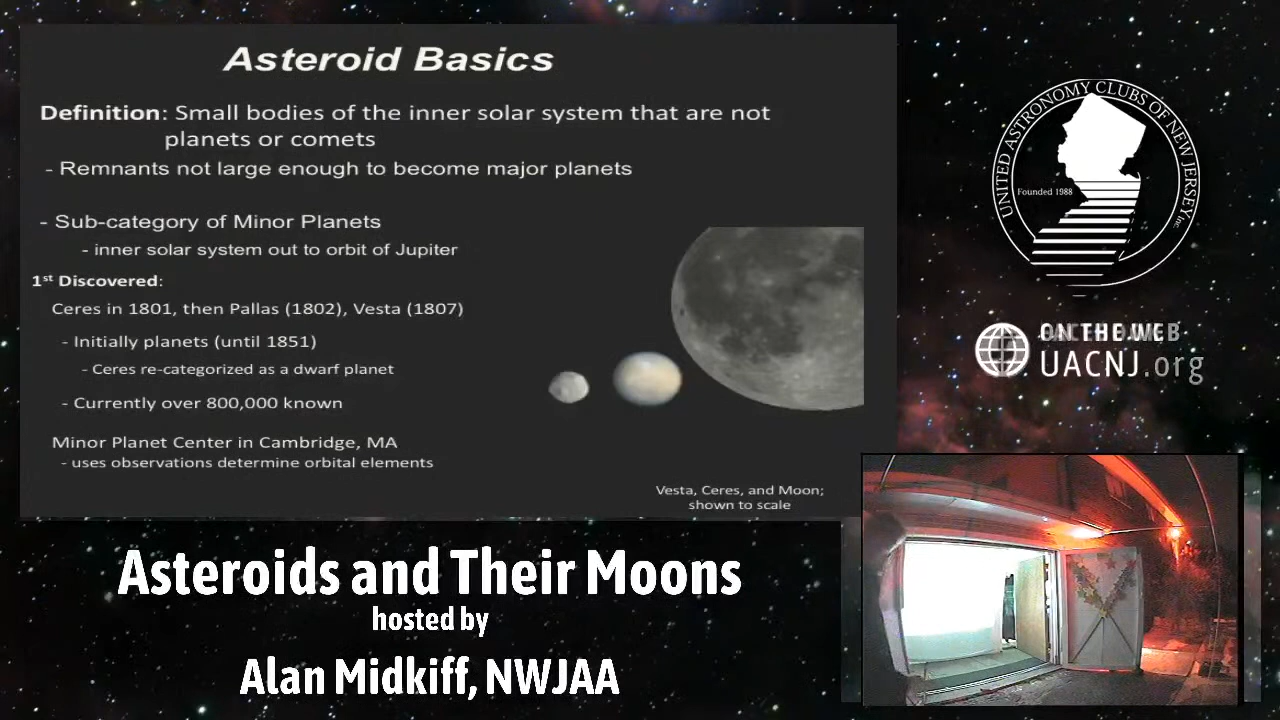 Asteroid Basics
Definition: Small bodies of the inner solar system that are not
planets or comets
- Remnants not large enough to become major planets
- Sub-category of Minor Planets
- inner solar system out to orbit of Jupiter
1st Discovered:
Ceres in 1801, then Pallas (1802), Vesta (1807)
- Initially planets (until 1851)
- Ceres re-categorized as a dwarf planet
- Currently over 800,000 known
Minor Planet Center in Cambridge, MA
- uses observations determine orbital elements
Vesta, Ceres, and Moon;
shown to scale
UNITED ASTRONOMY CLUBS OF NEW JERSEY Inc.
Founded 1988
ON THE WEB
UACNJ.org
Asteroids and Their Moons
hosted by
Alan Midkiff, NWJAA